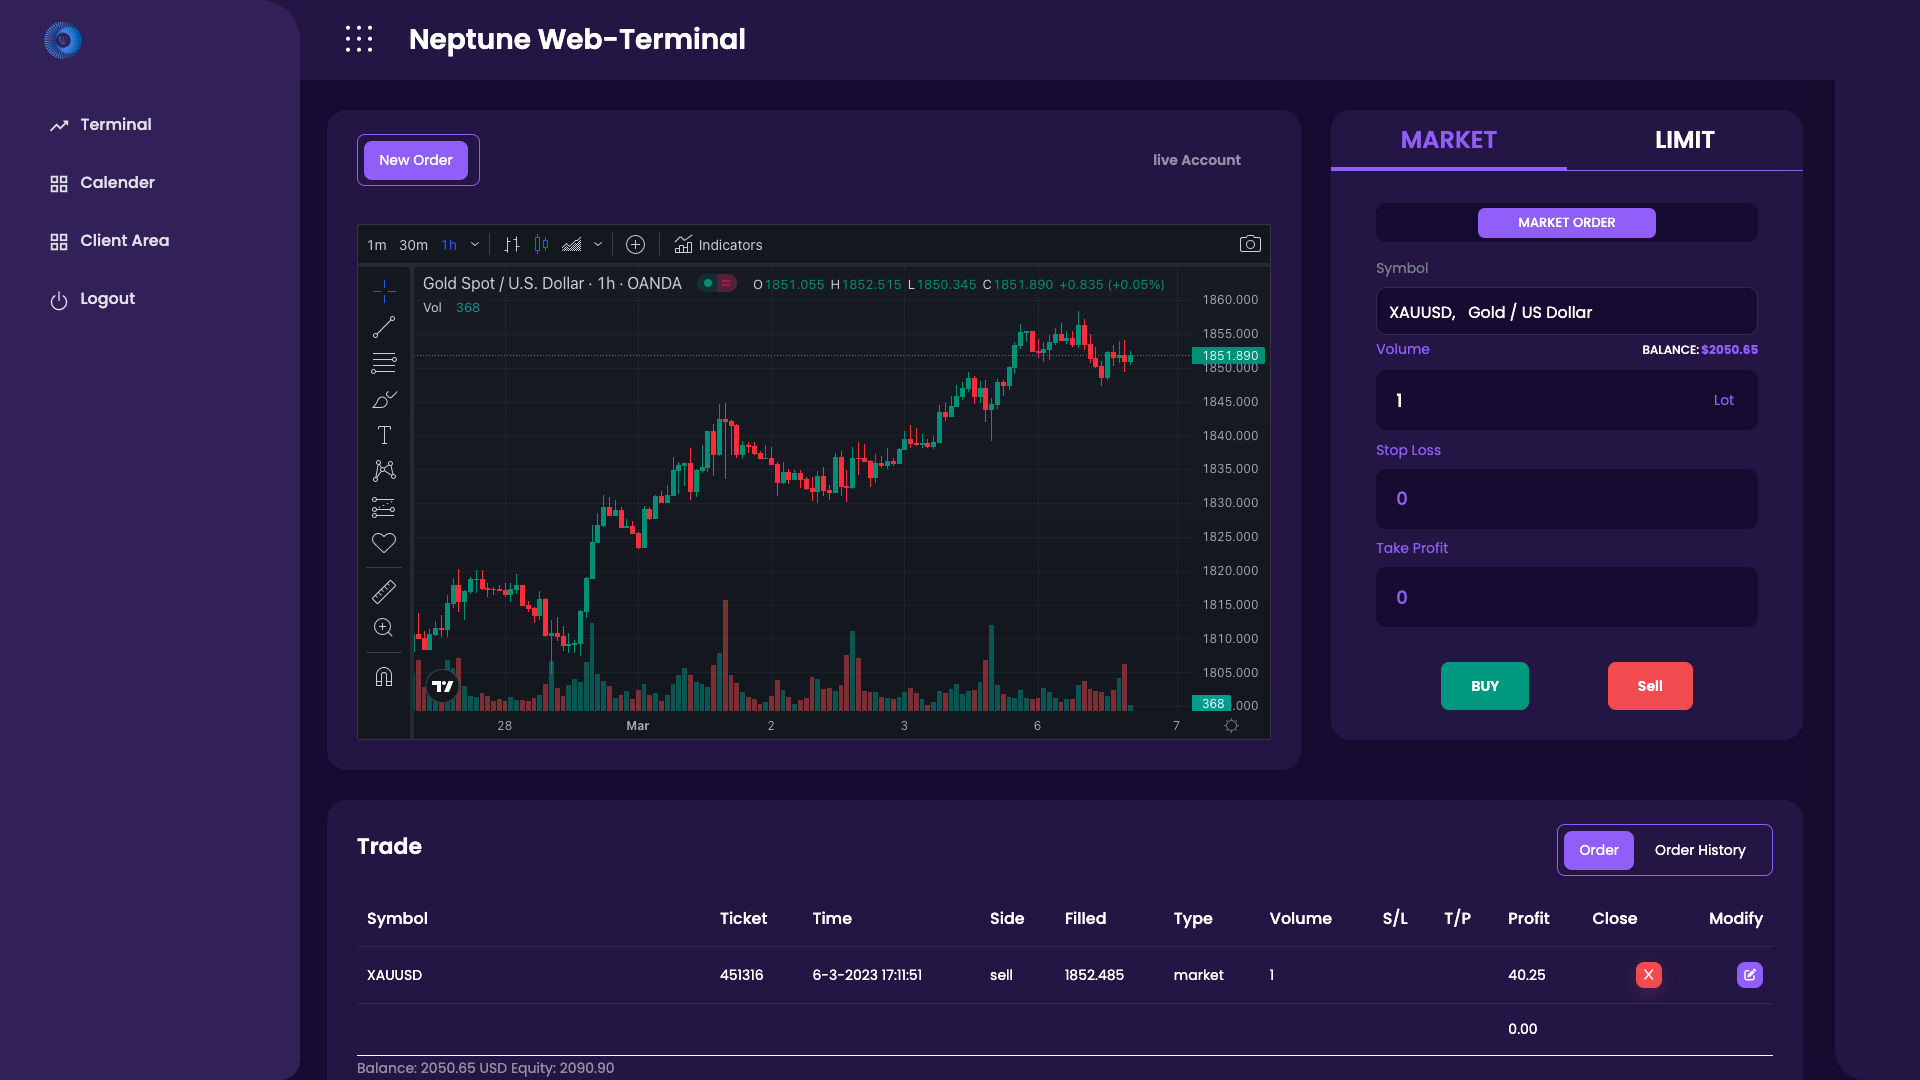 Neptune Web-Terminal
Terminal
Calender
Client Area
Logout
New Order
live Account
1m 30m 1h Indicators
Gold Spot / U.S. Dollar · 1h · OANDA O1851.055 H1852.515 L1850.345 C1851.890 +0.835 (+0.05%)
Vol 368
1860.000
1855.000
1851.890
1850.000
1845.000
1840.000
1835.000
1830.000
1825.000
1820.000
1815.000
1810.000
1805.000
368 .000
28 Mar 2 3 6 7
MARKET LIMIT
MARKET ORDER
Symbol
XAUUSD, Gold / US Dollar
Volume BALANCE: $2050.65
1 Lot
Stop Loss
0
Take Profit
0
BUY Sell
Trade
Order Order History
Symbol Ticket Time Side Filled Type Volume S/L T/P Profit Close Modify
XAUUSD 451316 6-3-2023 17:11:51 sell 1852.485 market 1 40.25 X
0.00
Balance: 2050.65 USD Equity: 2090.90